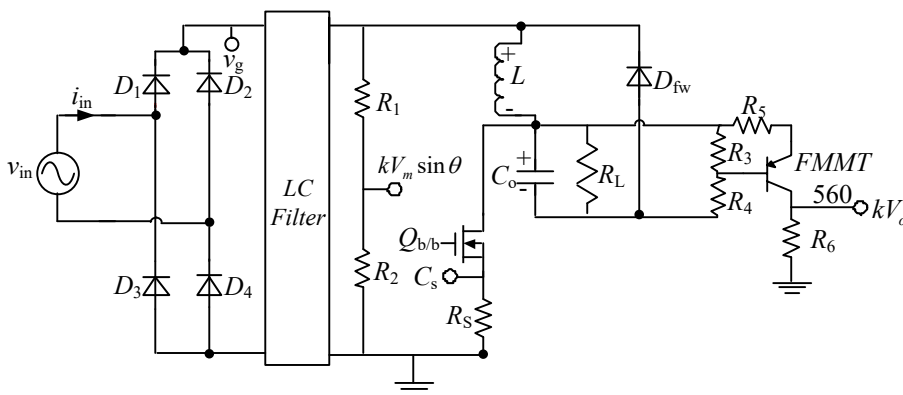 v_g
D_1
D_2
i_in
v_in
D_3
D_4
LC
Filter
R_1
kV_m sin θ
R_2
+
L
-
D_fw
R_5
+
C_o
-
R_L
R_3
R_4
FMMT
560
kV_o
R_6
Q_b/b
C_s
R_S